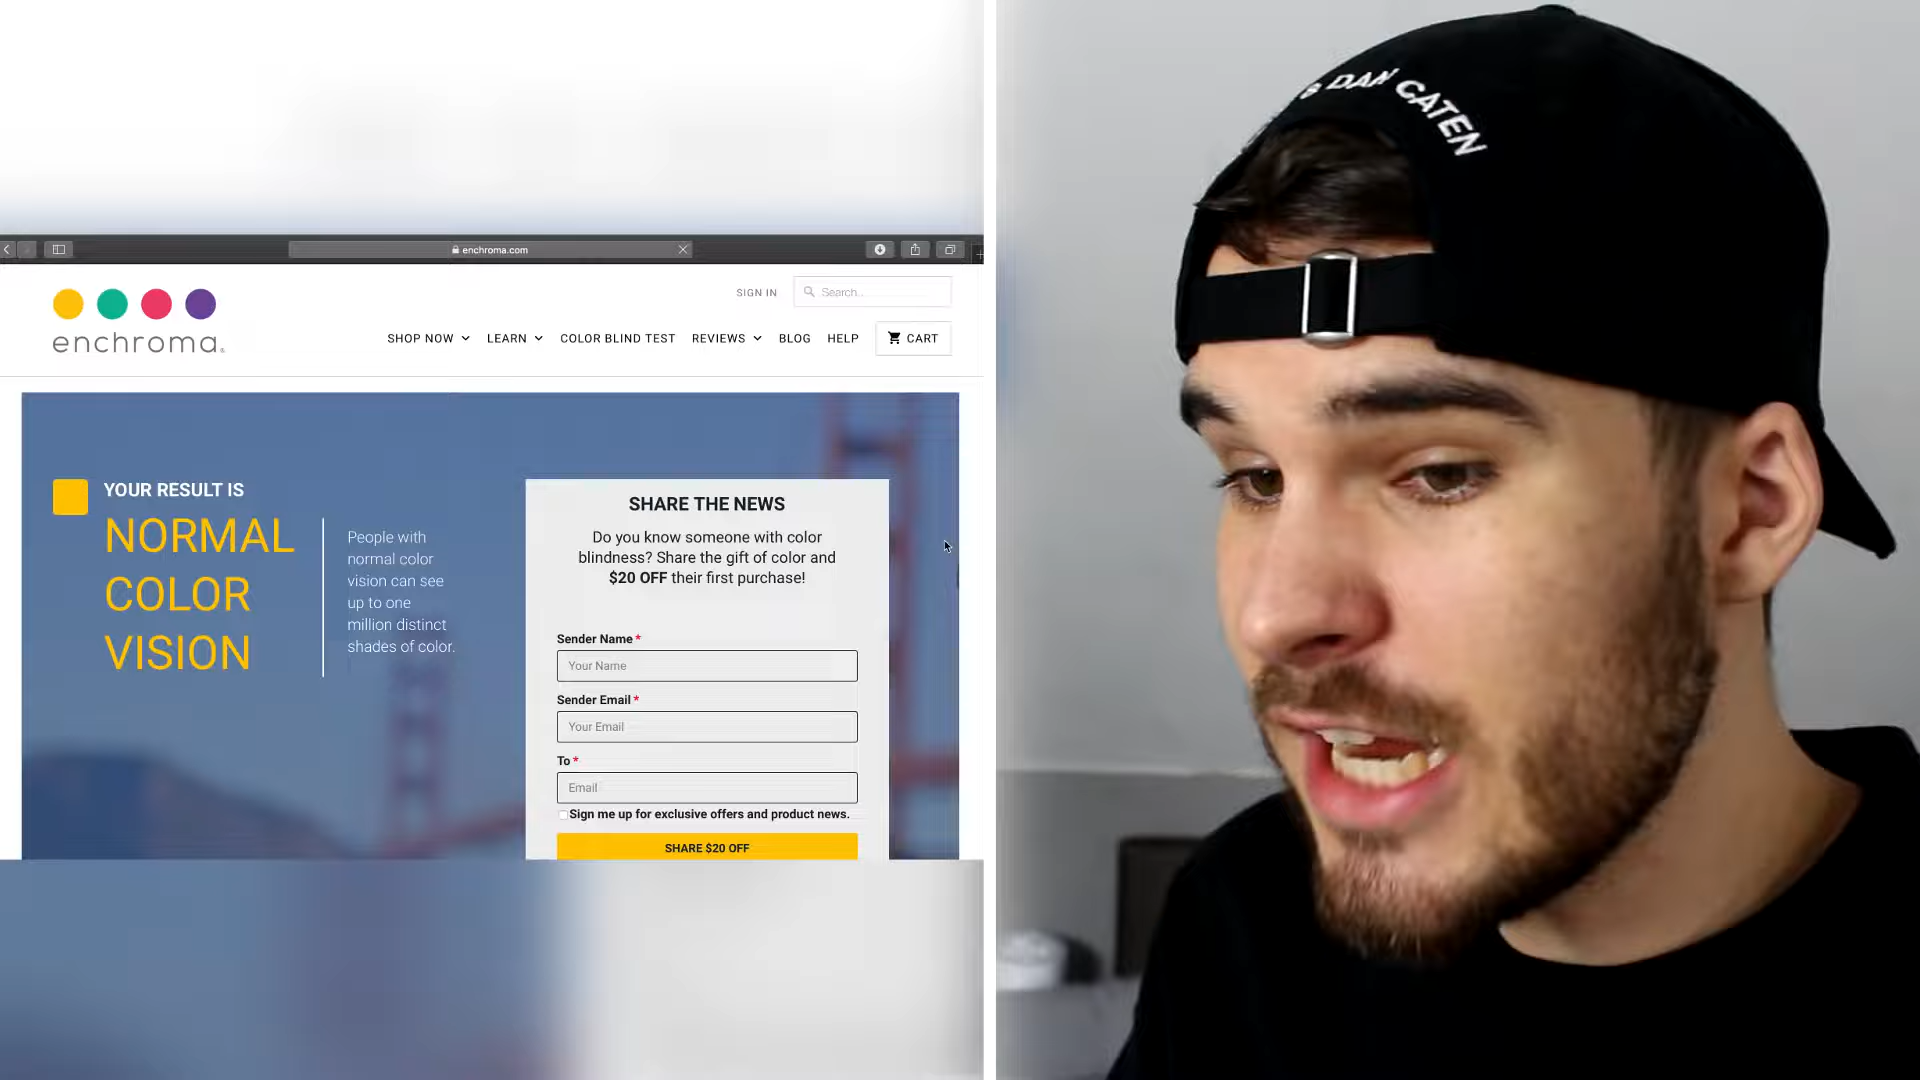 enchroma.com
enchroma.
SIGN IN
Search...
SHOP NOW
LEARN
COLOR BLIND TEST
REVIEWS
BLOG
HELP
CART
YOUR RESULT IS
NORMAL
COLOR
VISION
People with
normal color
vision can see
up to one
million distinct
shades of color.
SHARE THE NEWS
Do you know someone with color
blindness? Share the gift of color and
$20 OFF their first purchase!
Sender Name *
Your Name
Sender Email *
Your Email
To *
Email
Sign me up for exclusive offers and product news.
SHARE $20 OFF
DAN CATEN